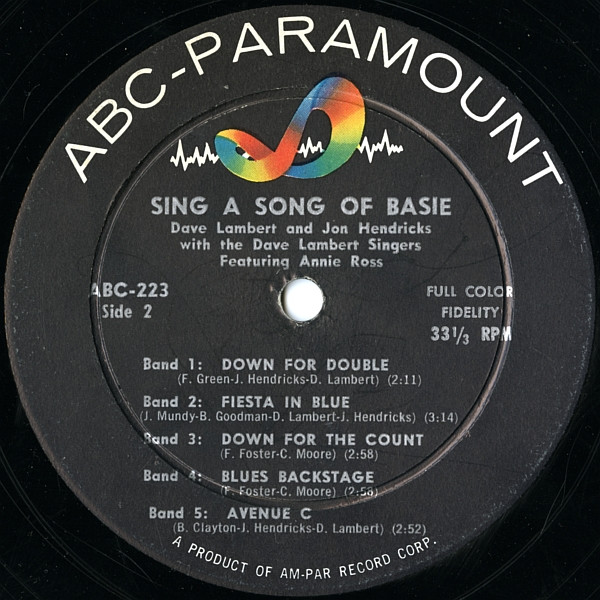 ABC-PARAMOUNT
SING A SONG OF BASIE
Dave Lambert and Jon Hendricks
with the Dave Lambert Singers
Featuring Annie Ross
ABC-223
Side 2
FULL COLOR
FIDELITY
33 1/3 RPM
Band 1: DOWN FOR DOUBLE
(F. Green-J. Hendricks-D. Lambert) (2:11)
Band 2: FIESTA IN BLUE
(J. Mundy-B. Goodman-D. Lambert-J. Hendricks) (3:14)
Band 3: DOWN FOR THE COUNT
(F. Foster-C. Moore) (2:58)
Band 4: BLUES BACKSTAGE
(F. Foster-C. Moore) (2:58)
Band 5: AVENUE C
(B. Clayton-J. Hendricks-D. Lambert) (2:52)
A PRODUCT OF AM-PAR RECORD CORP.